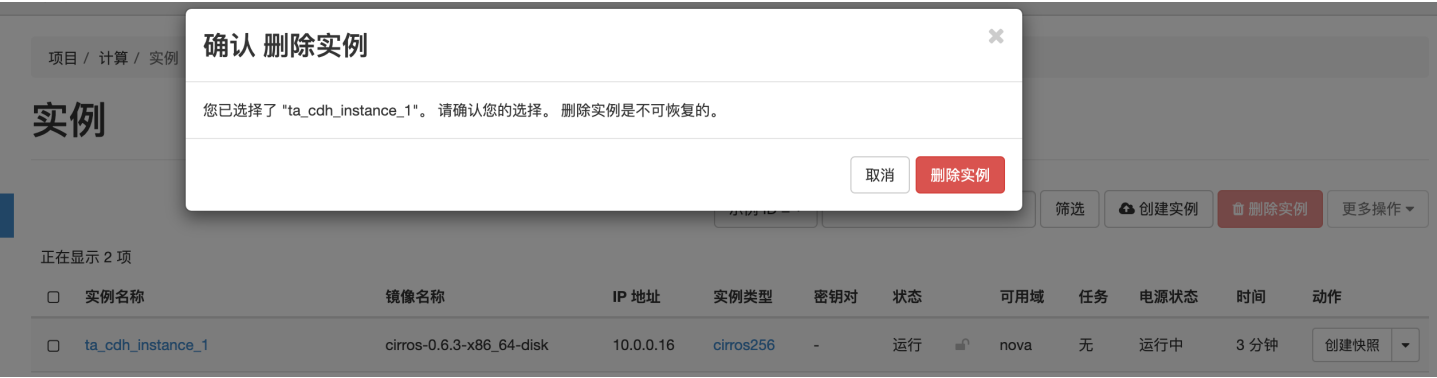 确认 删除实例
×
项目 / 计算 / 实例
您已选择了 "ta_cdh_instance_1"。 请确认您的选择。 删除实例是不可恢复的。
实例
取消 删除实例
筛选 创建实例 删除实例 更多操作
正在显示 2 项
实例名称 镜像名称 IP 地址 实例类型 密钥对 状态 可用域 任务 电源状态 时间 动作
ta_cdh_instance_1 cirros-0.6.3-x86_64-disk 10.0.0.16 cirros256 - 运行 nova 无 运行中 3 分钟 创建快照